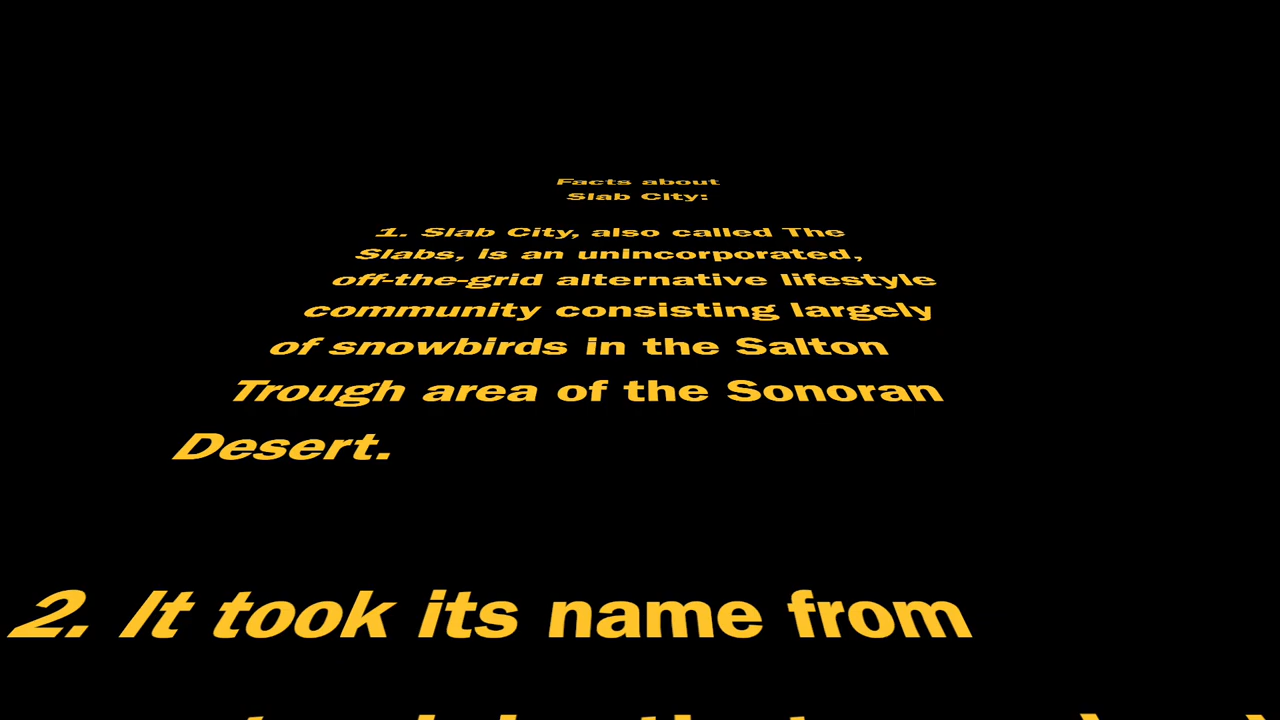 Facts about
Slab City:
1. Slab City, also called The
Slabs, is an unincorporated,
off-the-grid alternative lifestyle
community consisting largely
of snowbirds in the Salton
Trough area of the Sonoran
Desert.
2. It took its name from